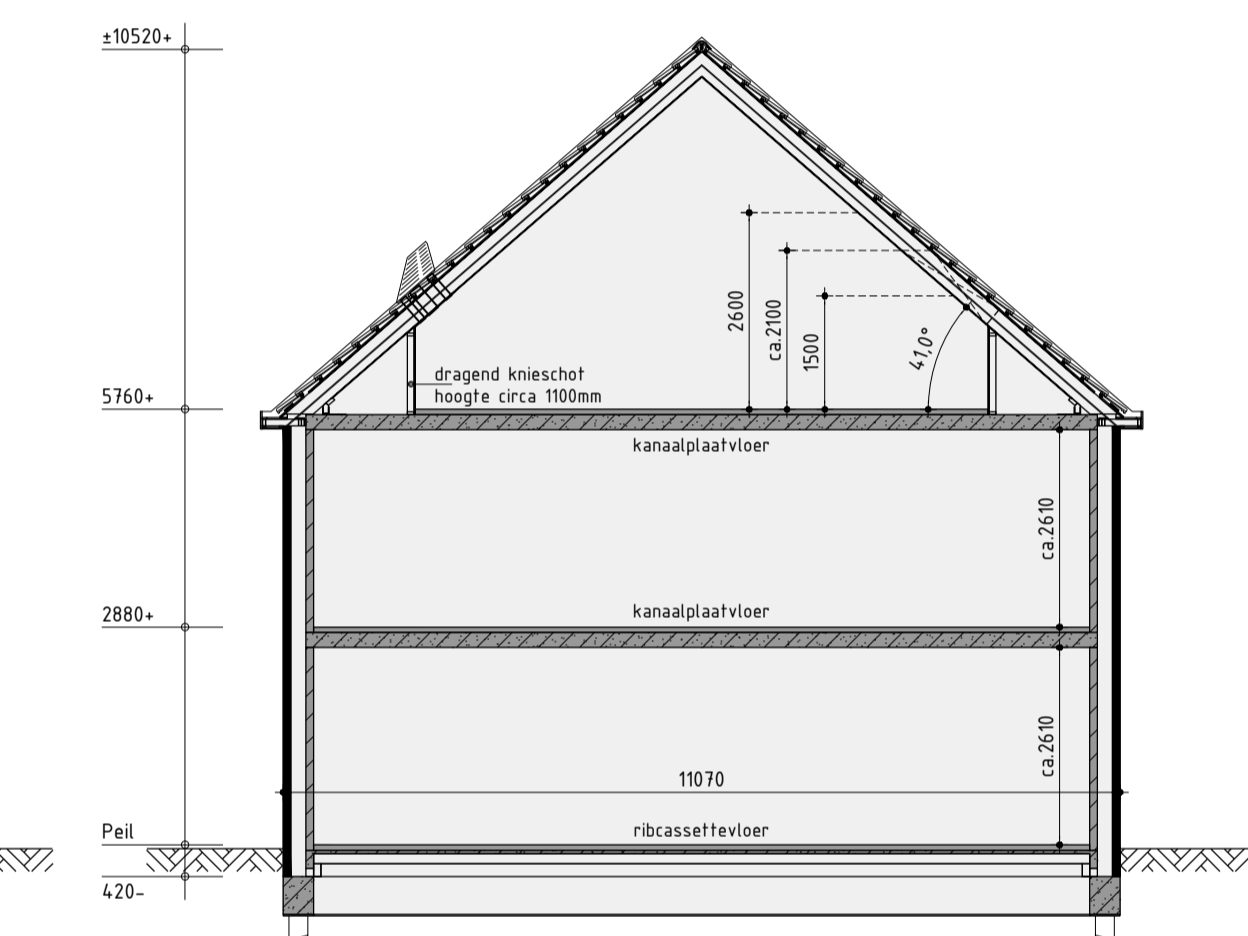 ±10520+
2600
ca.2100
1500
41,0°
dragend knieschot
hoogte circa 1100mm
5760+
kanaalplaatvloer
ca.2610
kanaalplaatvloer
2880+
ca.2610
11070
ribcassettevloer
Peil
420-